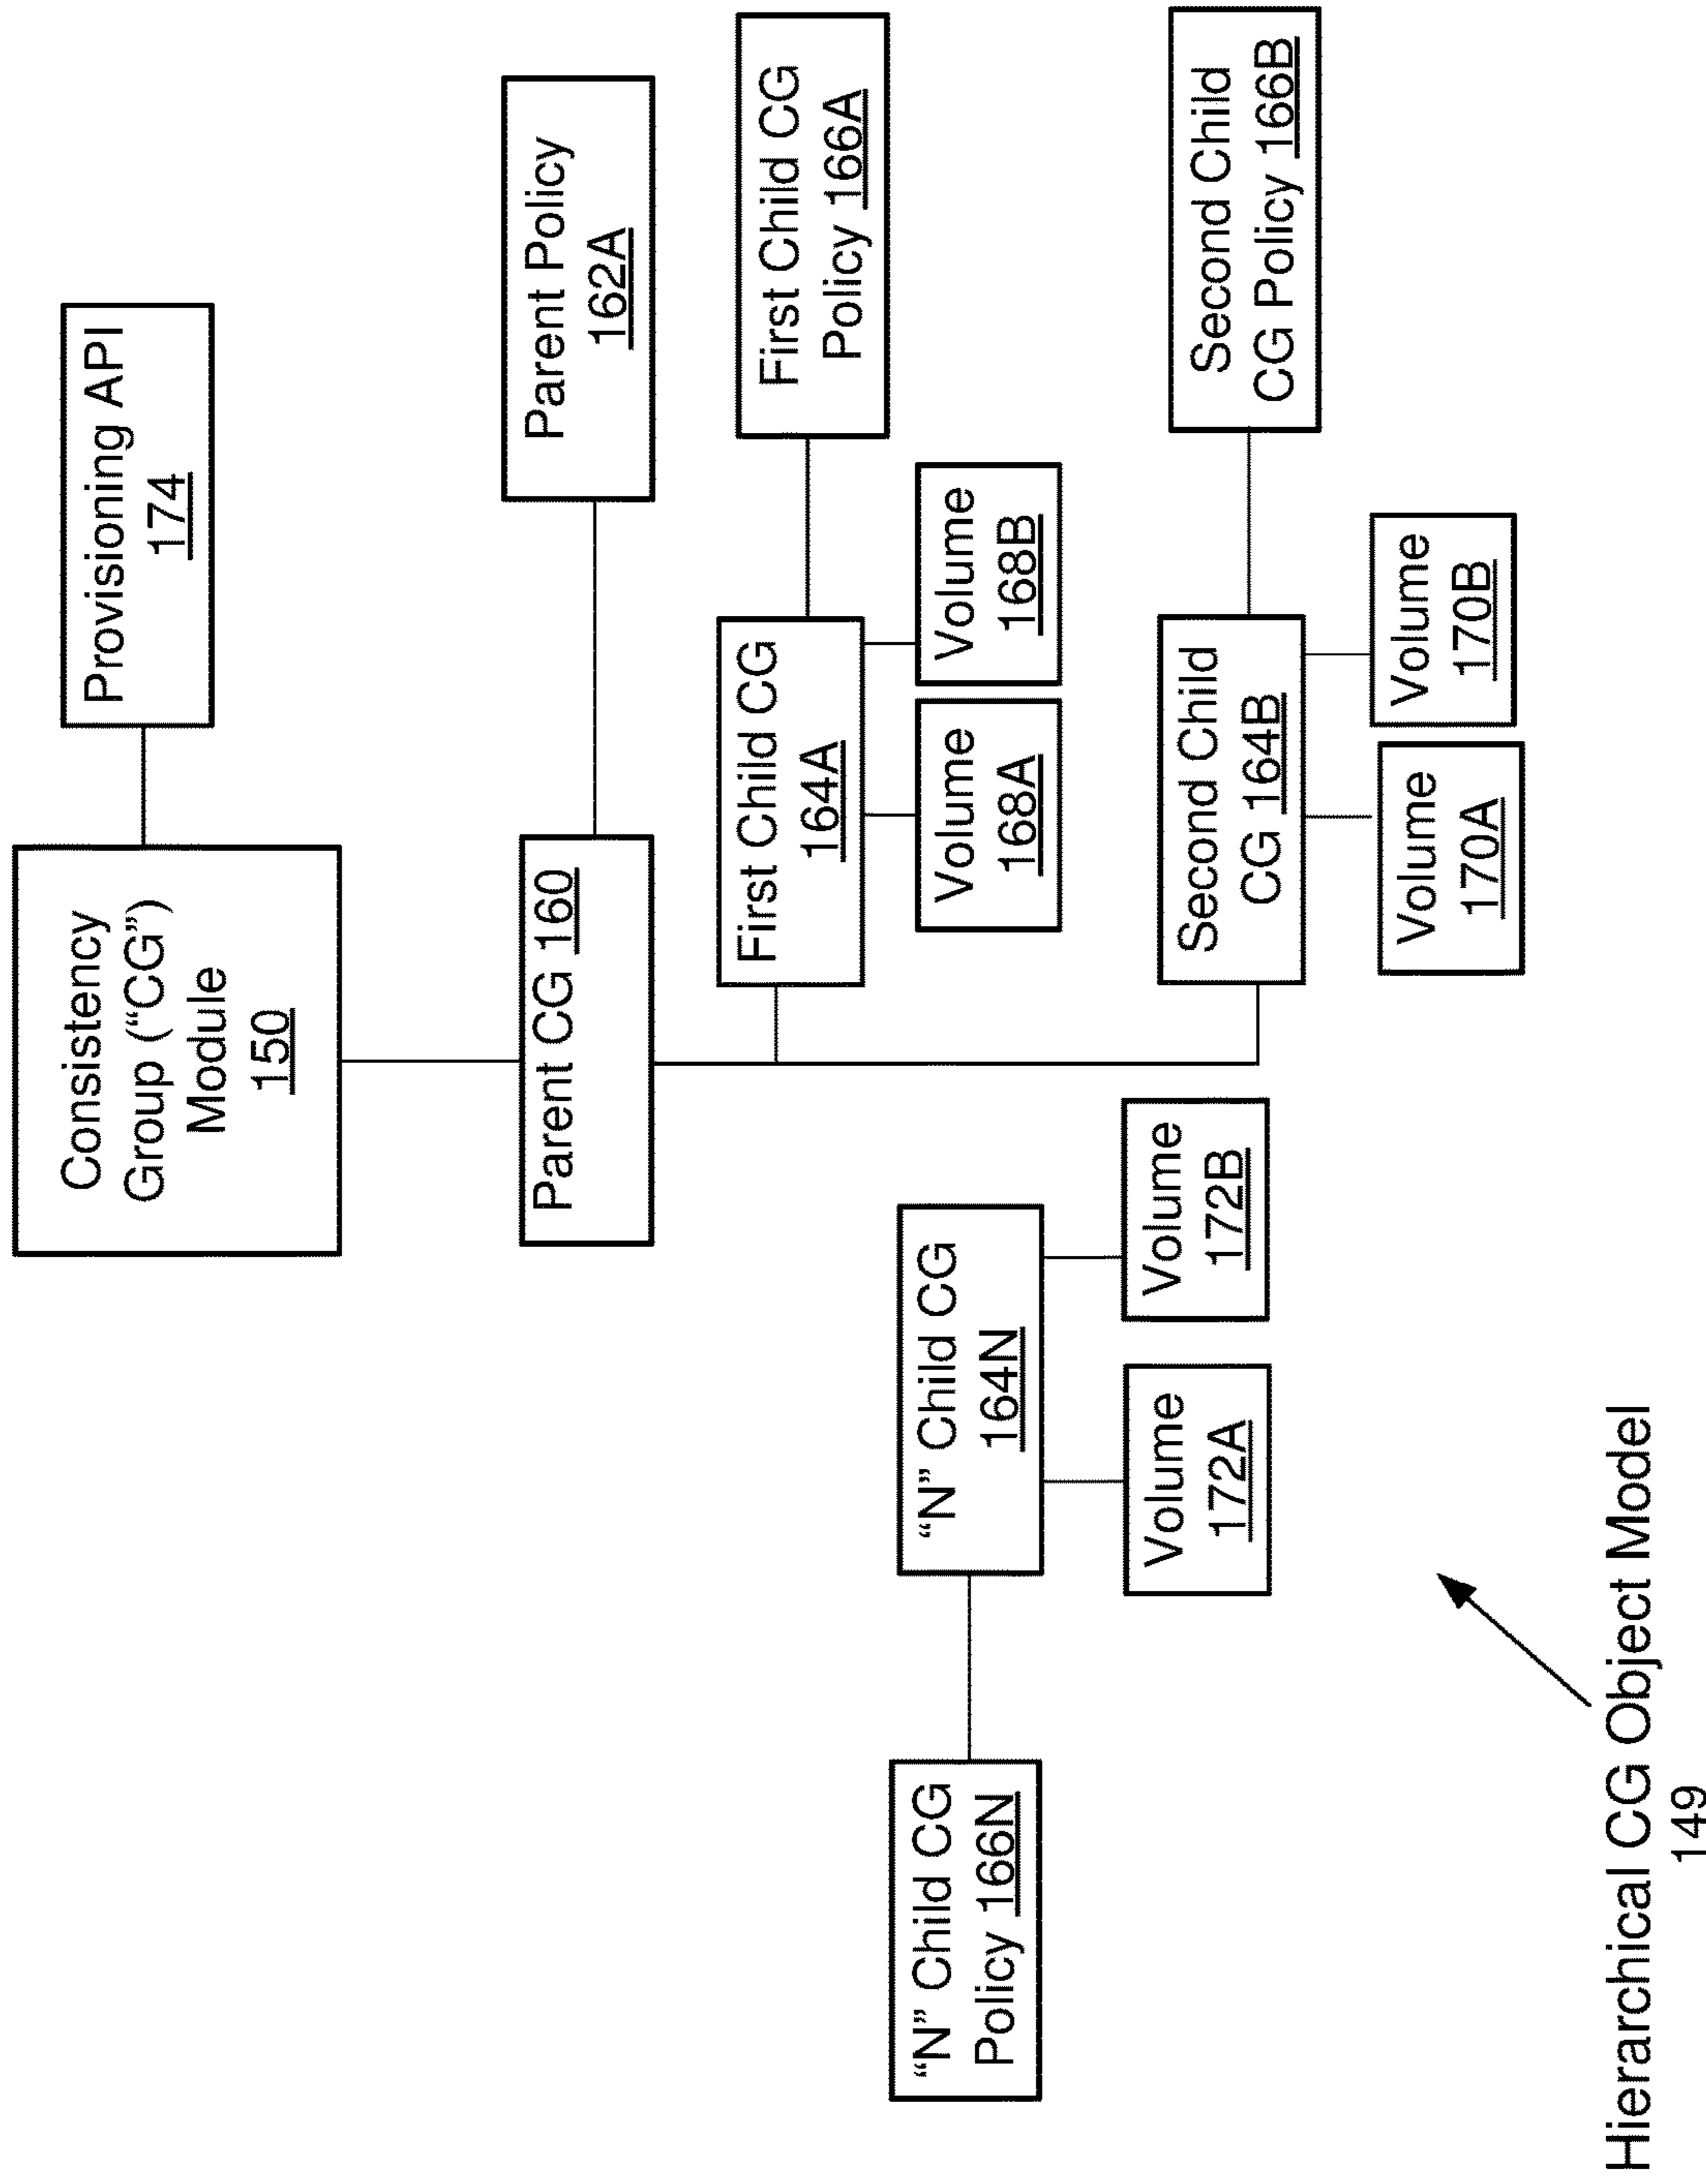 Consistency
Group (“CG”)
Module
150
Provisioning API
174
Parent CG 160
Parent Policy
162A
First Child CG
164A
First Child CG
Policy 166A
Volume
168A
Volume
168B
“N” Child CG
Policy 166N
“N” Child CG
164N
Volume
172A
Volume
172B
Second Child
CG 164B
Second Child
CG Policy 166B
Volume
170A
Volume
170B
Hierarchical CG Object Model
149